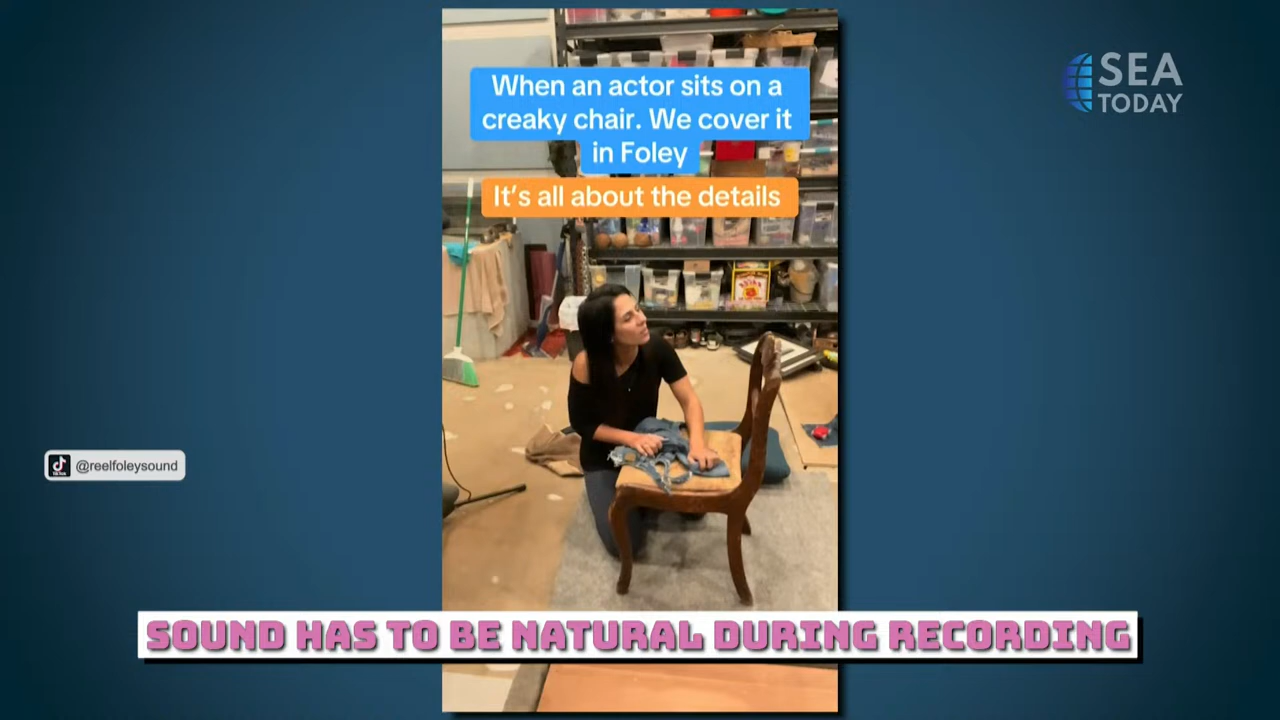 When an actor sits on a
creaky chair. We cover it
in Foley
It's all about the details
SEA
TODAY
@reelfoleysound
SOUND HAS TO BE NATURAL DURING RECORDING